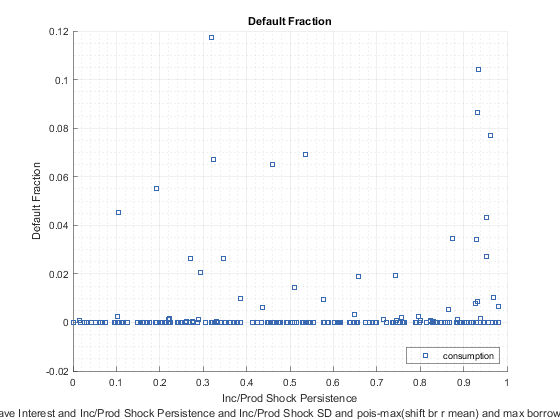 Default Fraction
0.12
0.1
0.08
0.06
0.04
0.02
0
-0.02
Default Fraction
consumption
0 0.1 0.2 0.3 0.4 0.5 0.6 0.7 0.8 0.9 1
Inc/Prod Shock Persistence
ave Interest and Inc/Prod Shock Persistence and Inc/Prod Shock SD and pois-max(shift br r mean) and max borrow